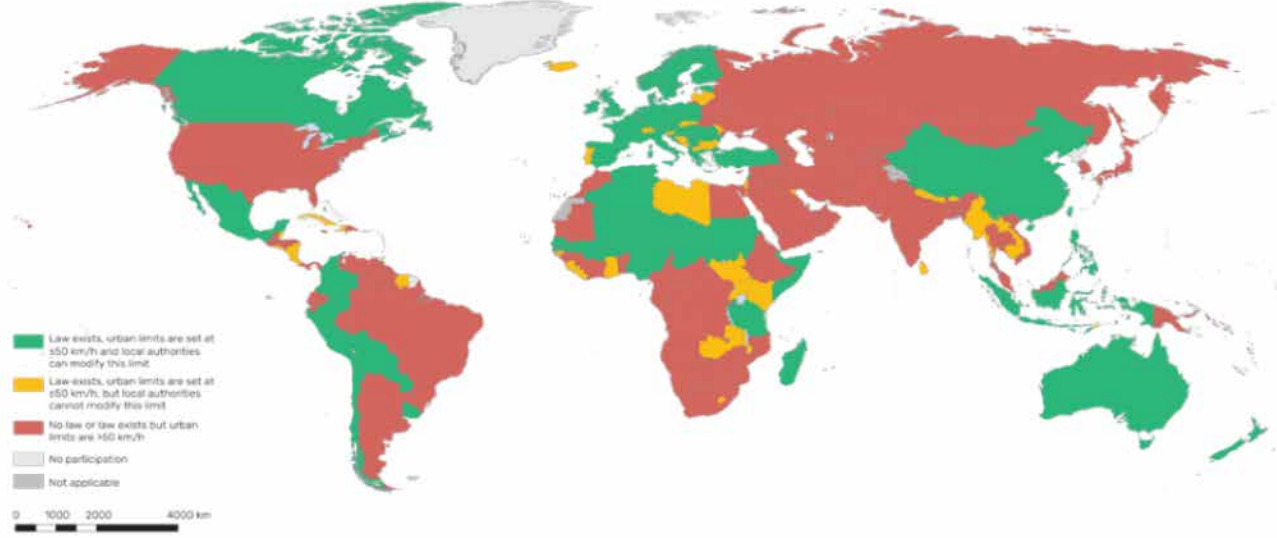 Law exists, urban limits are set at
≤50 km/h and local authorities
can modify this limit
Law exists, urban limits are set at
≤50 km/h, but local authorities
cannot modify this limit
No law or law exists but urban
limits are >50 km/h
No participation
Not applicable
0 1000 2000 4000 km